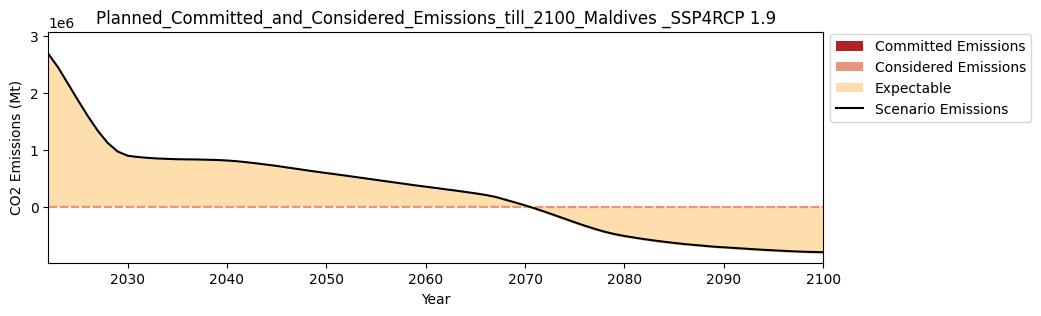 Planned_Committed_and_Considered_Emissions_till_2100_Maldives _SSP4RCP 1.9
1e6
3
2
1
0
CO2 Emissions (Mt)
2030 2040 2050 2060 2070 2080 2090 2100
Year
Committed Emissions
Considered Emissions
Expectable
Scenario Emissions